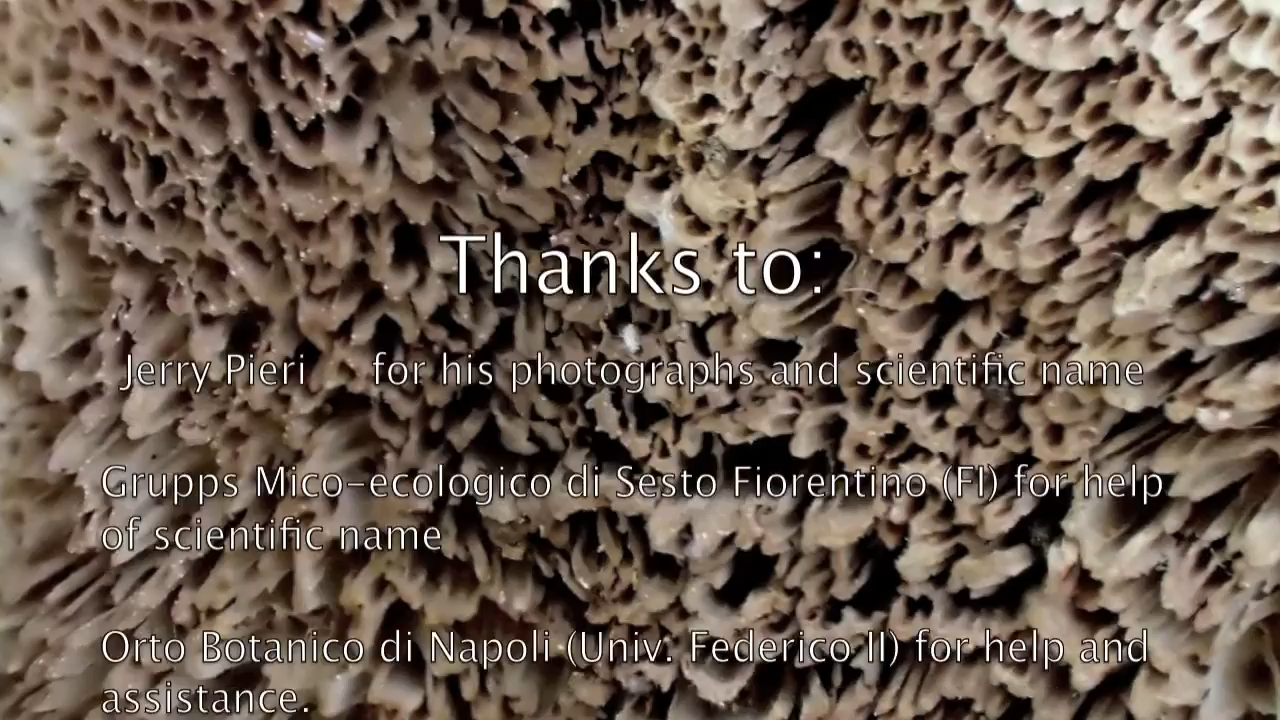 Thanks to:
Jerry Pieri for his photographs and scientific name
Grupps Mico-ecologico di Sesto Fiorentino (FI) for help
of scientific name
Orto Botanico di Napoli (Univ. Federico II) for help and
assistance.